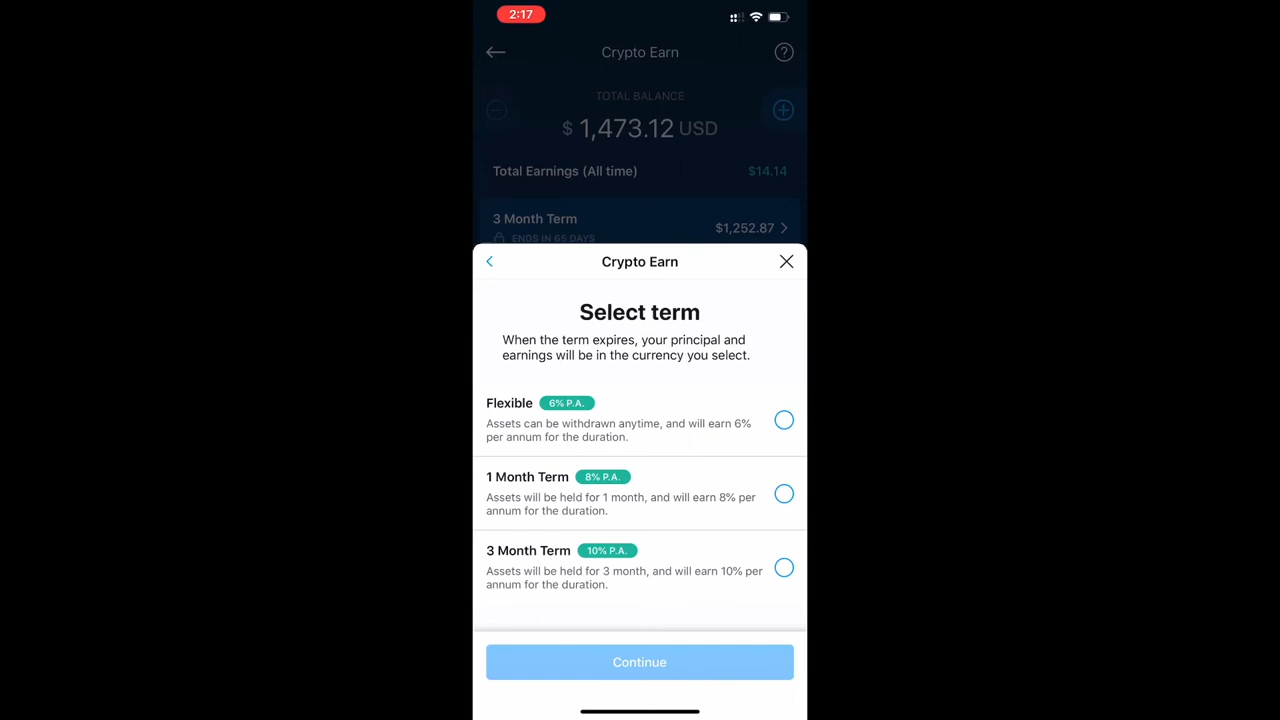 2:17
Crypto Earn
TOTAL BALANCE
$ 1,473.12 USD
Total Earnings (All time) $14.14
3 Month Term
$1,252.87
ENDS IN 65 DAYS
Crypto Earn
Select term
When the term expires, your principal and
earnings will be in the currency you select.
Flexible 6% P.A.
Assets can be withdrawn anytime, and will earn 6%
per annum for the duration.
1 Month Term 8% P.A.
Assets will be held for 1 month, and will earn 8% per
annum for the duration.
3 Month Term 10% P.A.
Assets will be held for 3 month, and will earn 10% per
annum for the duration.
Continue